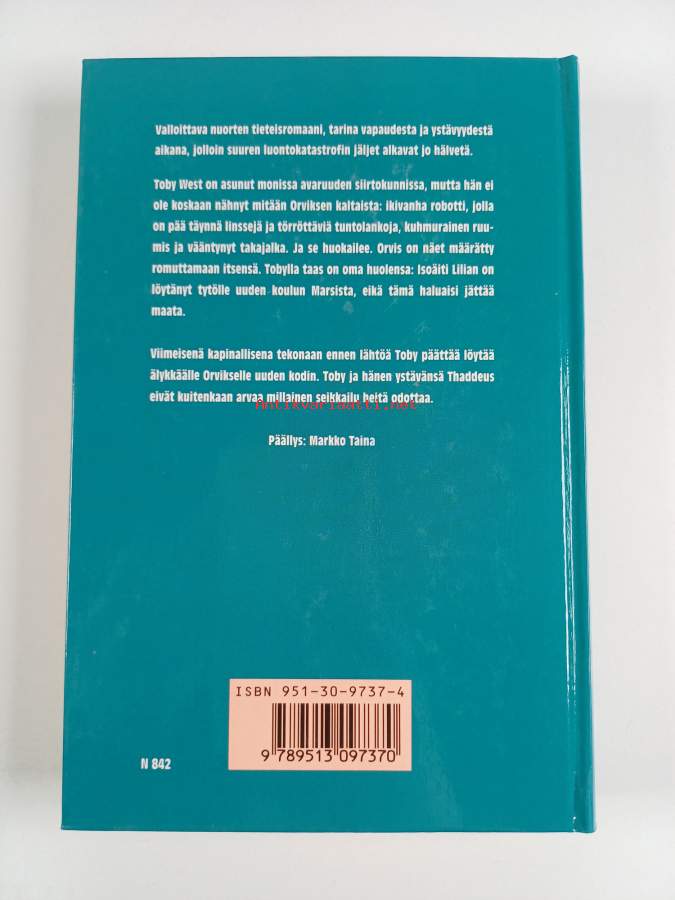 Valloittava nuorten tieteisromaani, tarina vapaudesta ja ystävyydestä
aikana, jolloin suuren luontokatastrofin jäljet alkavat jo hälvetä.
Toby West on asunut monissa avaruuden siirtokunnissa, mutta hän ei
ole koskaan nähnyt mitään Orviksen kaltaista: ikivanha robotti, jolla
on pää täynnä linssejä ja törröttäviä tuntolankoja, kuhmurainen ruu-
mis ja vääntynyt takajalka. Ja se huokailee. Orvis on näet määrätty
romuttamaan itsensä. Tobylla taas on oma huolensa: Isoäiti Lilian on
löytänyt tytölle uuden koulun Marsista, eikä tämä haluaisi jättää
maata.
Viimeisenä kapinallisena tekonaan ennen lähtöä Toby päättää löytää
älykkäälle Orvikselle uuden kodin. Toby ja hänen ystävänsä Thaddeus
eivät kuitenkaan arvaa millainen seikkailu heitä odottaa.
Antikvariaatti.net
Päällys: Markko Taina
ISBN 951-30-9737-4
9 789513 097370
N 842